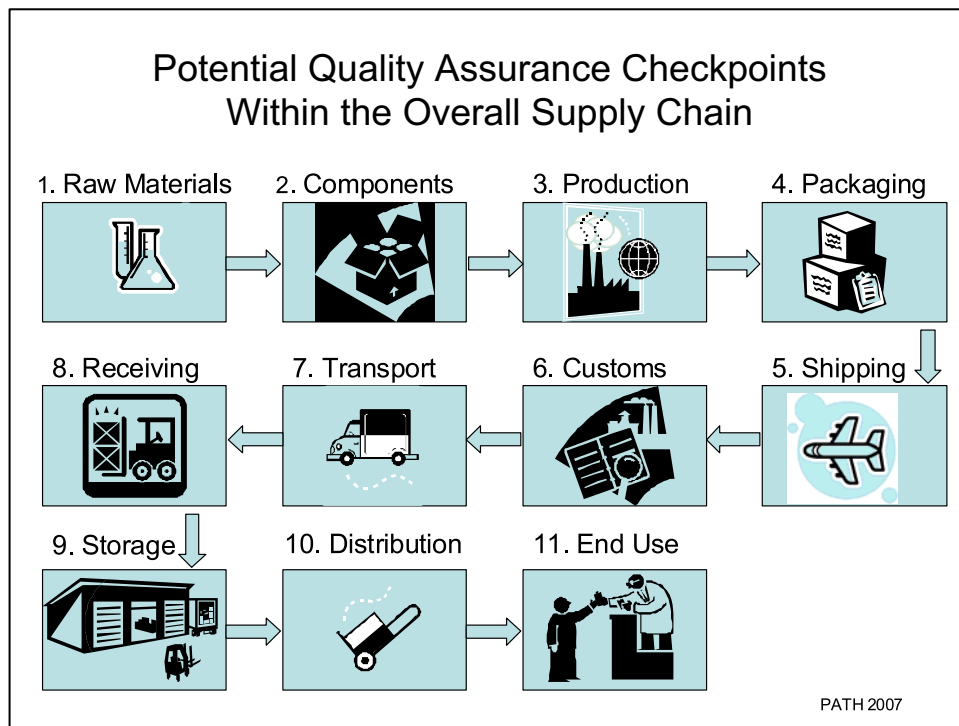 Potential Quality Assurance Checkpoints
Within the Overall Supply Chain
1. Raw Materials
2. Components
3. Production
4. Packaging
5. Shipping
6. Customs
7. Transport
8. Receiving
9. Storage
10. Distribution
11. End Use
PATH 2007